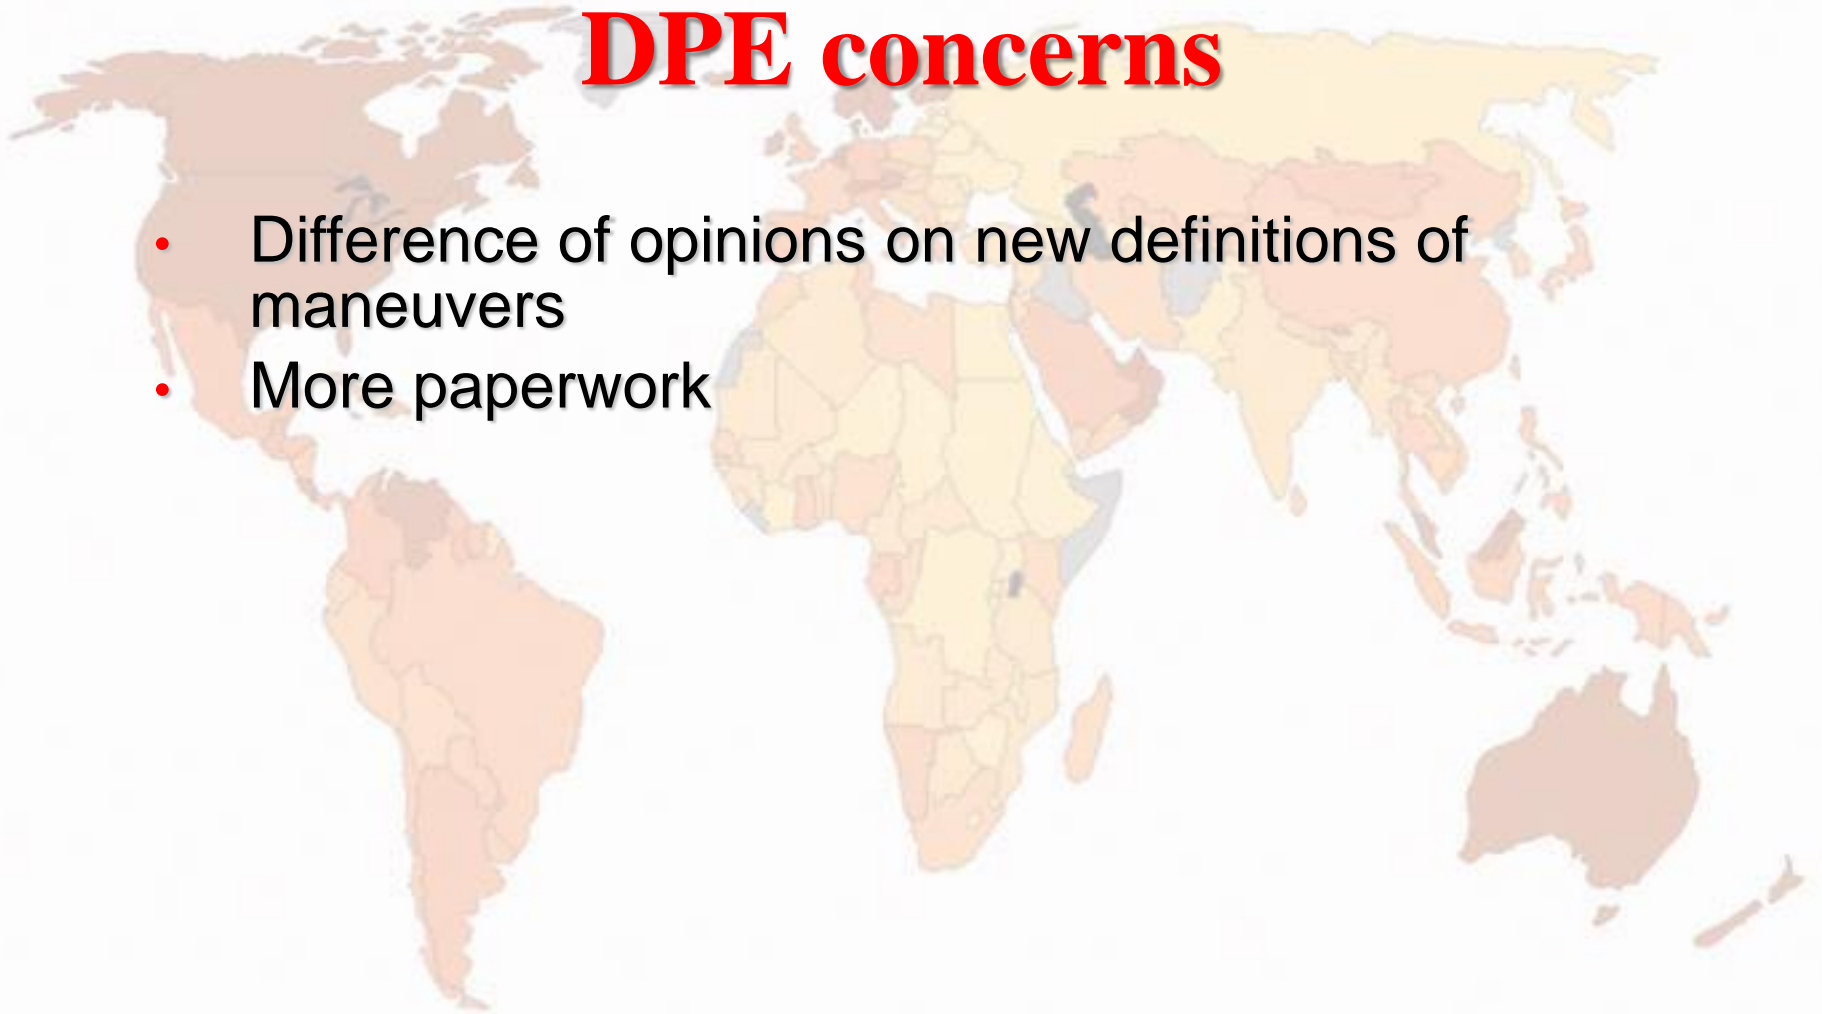 DPE concerns
• Difference of opinions on new definitions of
maneuvers
• More paperwork